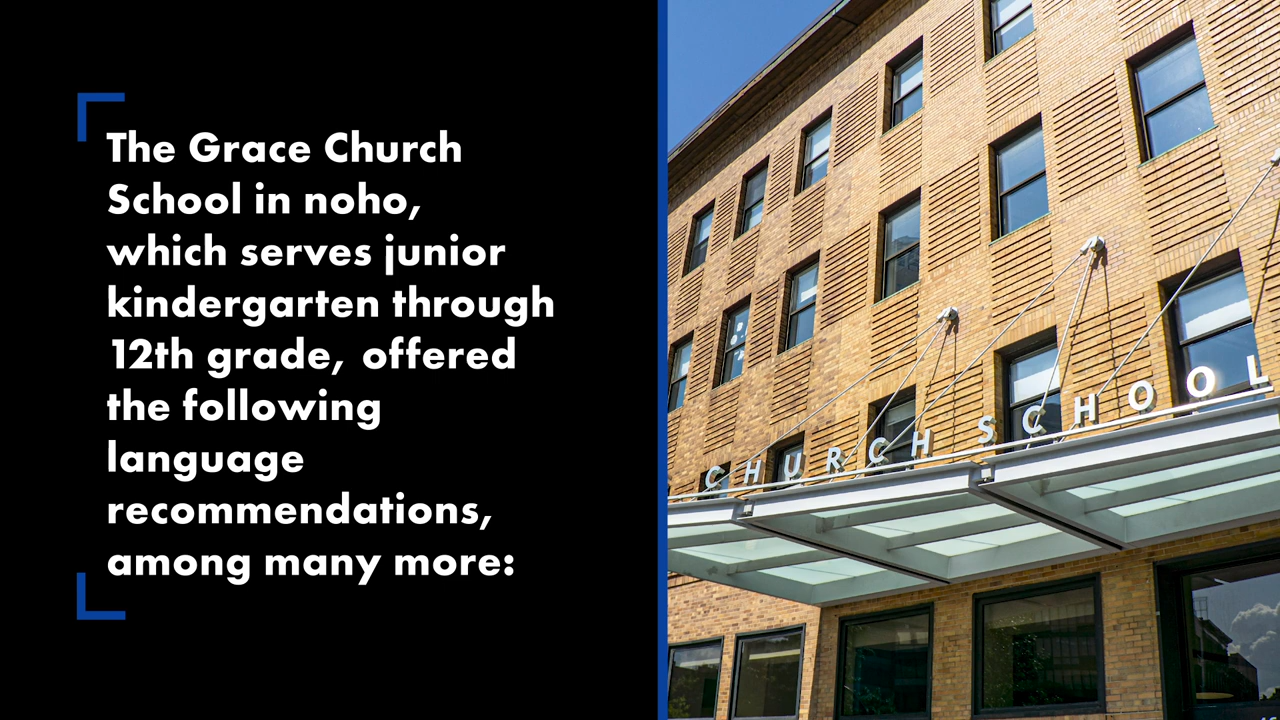 The Grace Church
School in noho,
which serves junior
kindergarten through
12th grade, offered
the following
language
recommendations,
among many more:
CHURCH SCHOOL